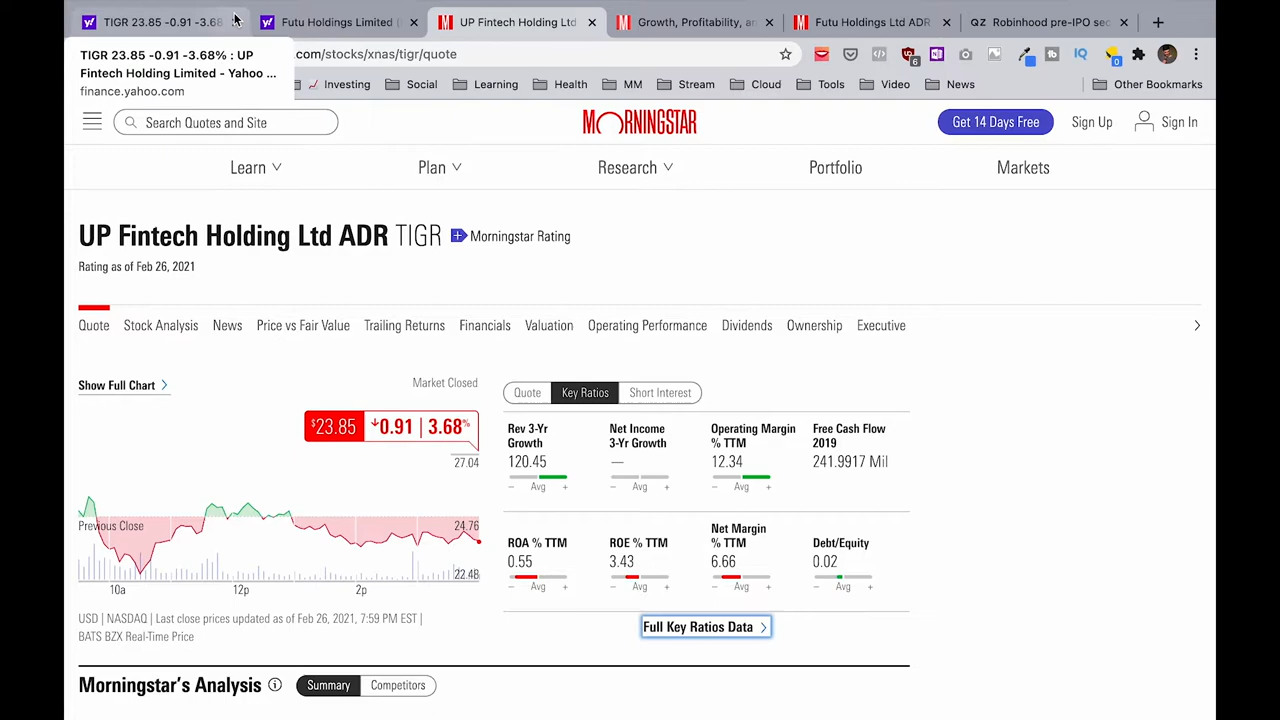 TIGR 23.85 -0.91 -3.68
Futu Holdings Limited (
UP Fintech Holding Ltd
Growth, Profitability, an
Futu Holdings Ltd ADR
QZ Robinhood pre-IPO sec
TIGR 23.85 -0.91 -3.68% : UP
Fintech Holding Limited - Yahoo ...
finance.yahoo.com
.com/stocks/xnas/tigr/quote
6
IQ
0
Investing
Social
Learning
Health
MM
Stream
Cloud
Tools
Video
News
Other Bookmarks
Search Quotes and Site
MORNINGSTAR
Get 14 Days Free
Sign Up
Sign In
Learn
Plan
Research
Portfolio
Markets
UP Fintech Holding Ltd ADR TIGR
Morningstar Rating
Rating as of Feb 26, 2021
Quote
Stock Analysis
News
Price vs Fair Value
Trailing Returns
Financials
Valuation
Operating Performance
Dividends
Ownership
Executive
Show Full Chart
Market Closed
$23.85
0.91 | 3.68%
27.04
Previous Close
24.76
22.48
10a
12p
2p
USD | NASDAQ | Last close prices updated as of Feb 26, 2021, 7:59 PM EST |
BATS BZX Real-Time Price
Quote
Key Ratios
Short Interest
Rev 3-Yr
Growth
120.45
− Avg +
Net Income
3-Yr Growth
—
− Avg +
Operating Margin
% TTM
12.34
− Avg +
Free Cash Flow
2019
241.9917 Mil
ROA % TTM
0.55
− Avg +
ROE % TTM
3.43
− Avg +
Net Margin
% TTM
6.66
− Avg +
Debt/Equity
0.02
− Avg +
Full Key Ratios Data
Morningstar's Analysis
Summary
Competitors